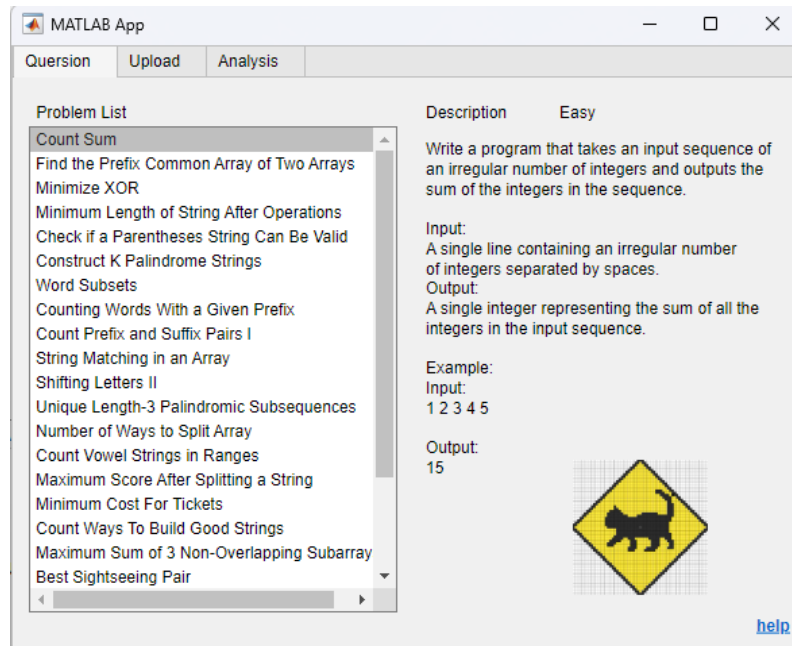 MATLAB App
Quersion Upload Analysis
Problem List
Count Sum
Find the Prefix Common Array of Two Arrays
Minimize XOR
Minimum Length of String After Operations
Check if a Parentheses String Can Be Valid
Construct K Palindrome Strings
Word Subsets
Counting Words With a Given Prefix
Count Prefix and Suffix Pairs I
String Matching in an Array
Shifting Letters II
Unique Length-3 Palindromic Subsequences
Number of Ways to Split Array
Count Vowel Strings in Ranges
Maximum Score After Splitting a String
Minimum Cost For Tickets
Count Ways To Build Good Strings
Maximum Sum of 3 Non-Overlapping Subarray
Best Sightseeing Pair
Description Easy
Write a program that takes an input sequence of
an irregular number of integers and outputs the
sum of the integers in the sequence.
Input:
A single line containing an irregular number
of integers separated by spaces.
Output:
A single integer representing the sum of all the
integers in the input sequence.
Example:
Input:
1 2 3 4 5
Output:
15
help